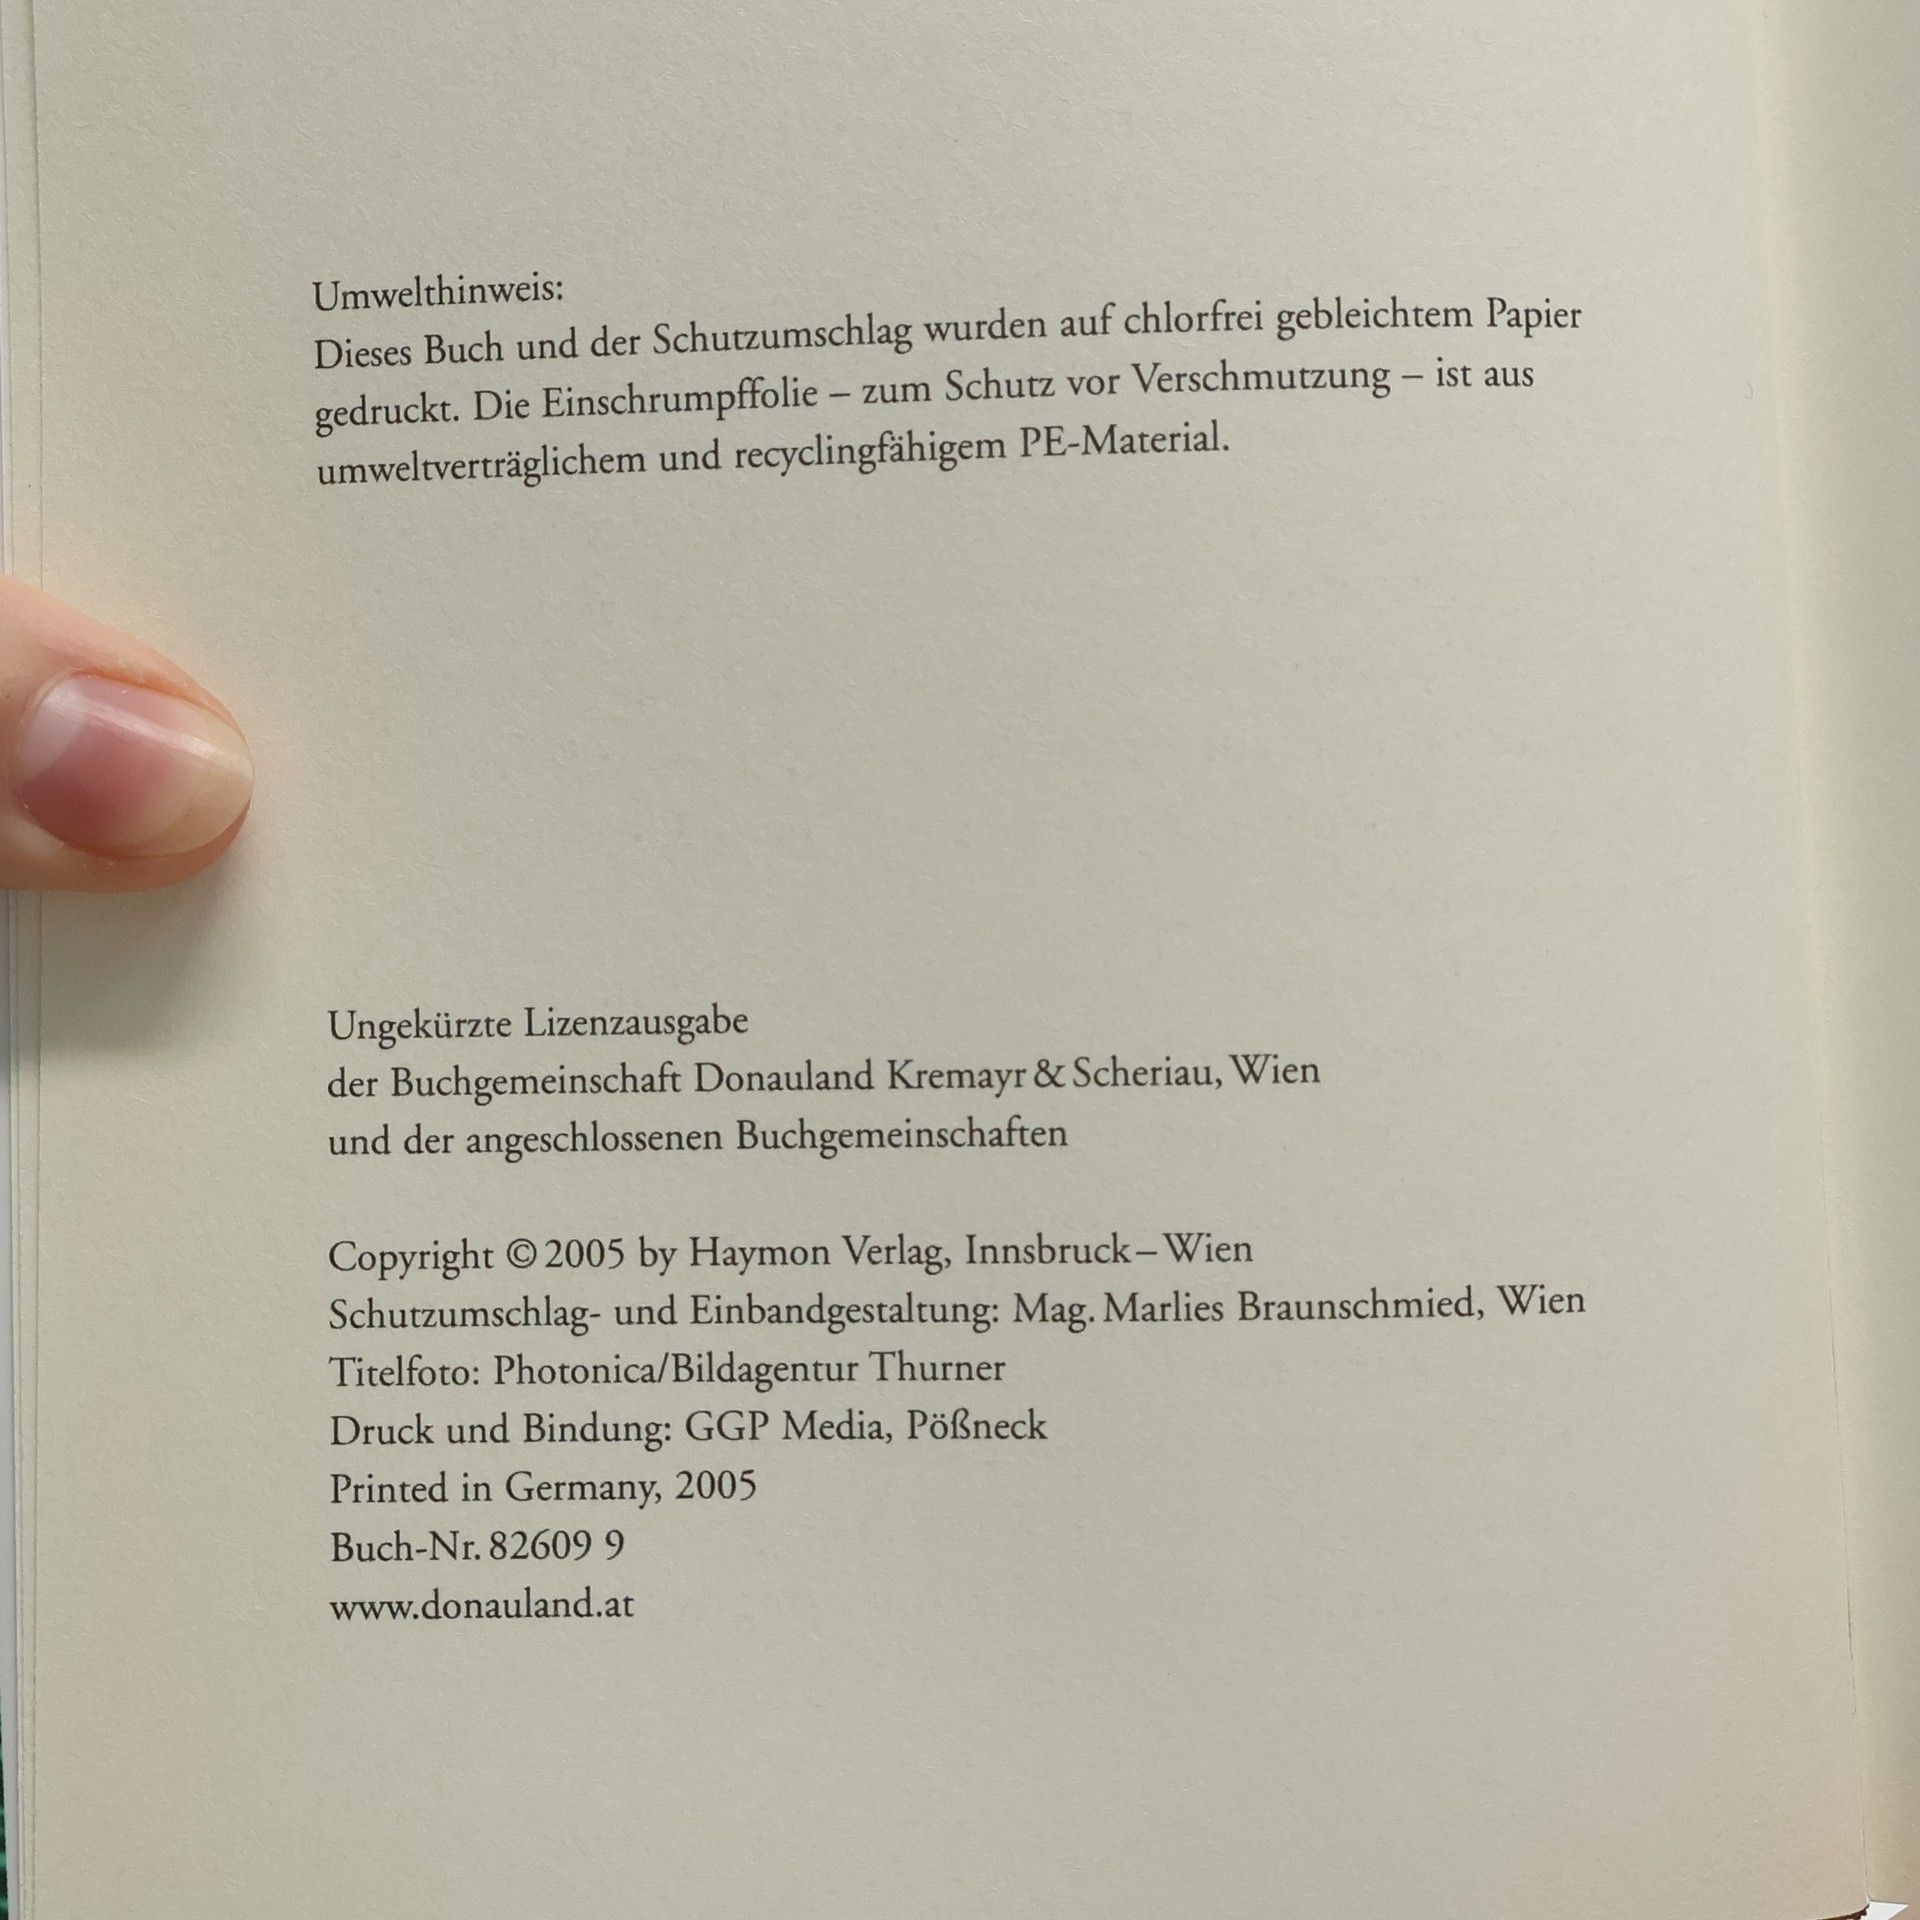 Umwelthinweis:
Dieses Buch und der Schutzumschlag wurden auf chlorfrei gebleichtem Papier
gedruckt. Die Einschrumpffolie – zum Schutz vor Verschmutzung – ist aus
umweltverträglichem und recyclingfähigem PE-Material.
Ungekürzte Lizenzausgabe
der Buchgemeinschaft Donauland Kremayr & Scheriau, Wien
und der angeschlossenen Buchgemeinschaften
Copyright © 2005 by Haymon Verlag, Innsbruck – Wien
Schutzumschlag- und Einbandgestaltung: Mag. Marlies Braunschmied, Wien
Titelfoto: Photonica/Bildagentur Thurner
Druck und Bindung: GGP Media, Pößneck
Printed in Germany, 2005
Buch-Nr. 82609 9
www.donauland.at